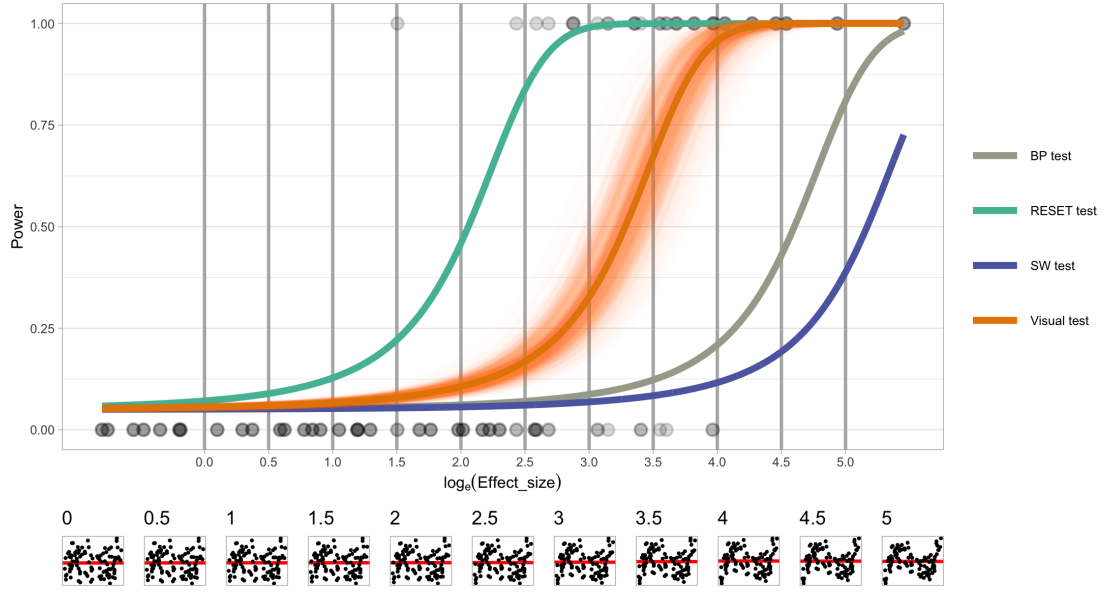 1.00
0.75
0.50
0.25
0.00
Power
0.0 0.5 1.0 1.5 2.0 2.5 3.0 3.5 4.0 4.5 5.0
logₑ(Effect_size)
BP test
RESET test
SW test
Visual test
0 0.5 1 1.5 2 2.5 3 3.5 4 4.5 5